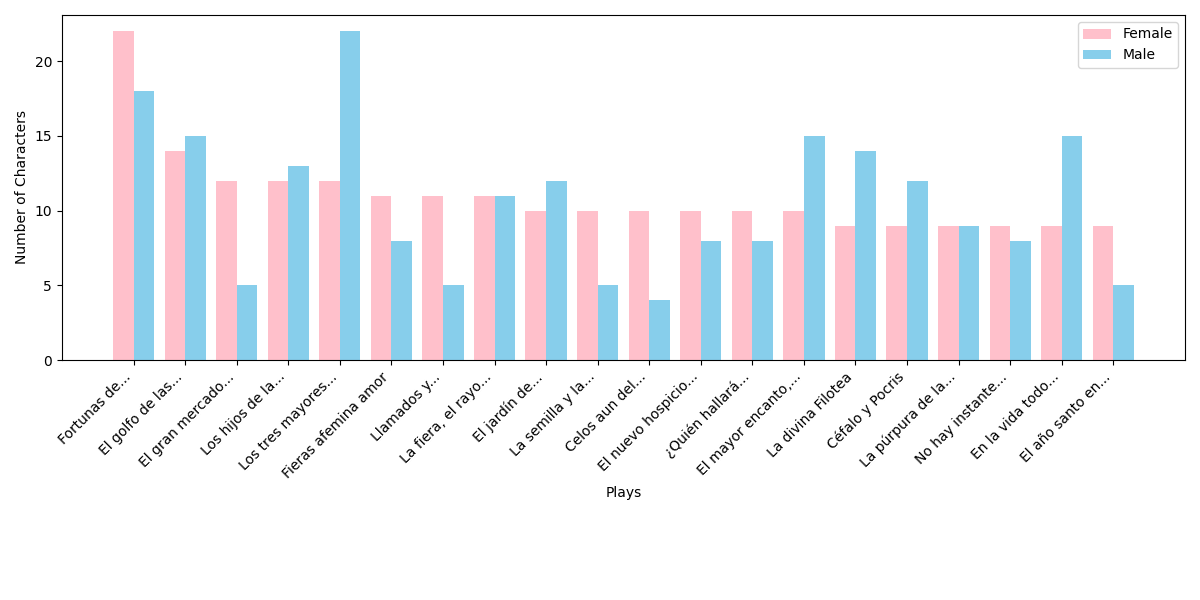 Female
Male
Number of Characters
20
15
10
5
0
Fortunas de...
El golfo de las...
El gran mercado...
Los hijos de la...
Los tres mayores...
Fieras afemina amor
Llamados y...
La fiera, el rayo...
El jardín de...
La semilla y la...
Celos aun del...
El nuevo hospicio...
¿Quién hallará...
El mayor encanto,...
La divina Filotea
Céfalo y Pocris
La púrpura de la...
No hay instante...
En la vida todo...
El año santo en...
Plays